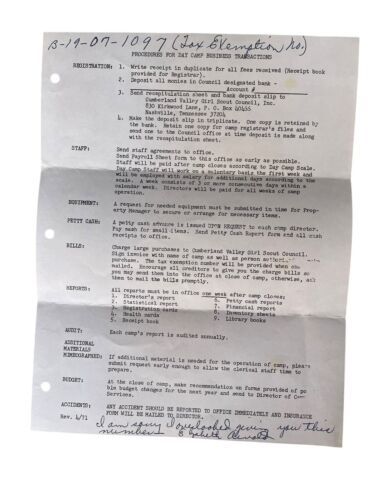 B-19-07-1097 (Tax Exemption No.)
PROCEDURES FOR DAY CAMP BUSINESS TRANSACTIONS
REGISTRATION: 1. Write receipt in duplicate for all fees received (Receipt book
provided for Registrar).
2. Deposit all monies in Council designated bank -
Account #
3. Send recapitulation sheet and bank deposit slip to
Cumberland Valley Girl Scout Council, Inc.
830 Kirkwood Lane, P. O. Box 40455
Nashville, Tennessee 37204
4. Make the deposit slip in triplicate. One copy is retained by
the bank. Retain one copy for camp registrar's files and
send one to the Council office at time deposit is made along
with the recapitulation sheet.
STAFF: Send staff agreements to office.
Send Payroll Sheet form to this office as early as possible.
Staff will be paid after camp closes according to Day Camp Scale.
Day Camp Staff will work on a voluntary basis the first week and
will be employed with salary for additional days according to the
scale. A week consists of 3 or more consecutive days within a
calendar week. Directors will be paid for all weeks of camp
operation.
EQUIPMENT: A request for needed equipment must be submitted in time for Prop-
erty Manager to secure or arrange for necessary items.
PETTY CASH: A petty cash advance is issued UPON REQUEST to each camp director.
Pay cash for small items. Send Petty Cash Report form and all cash
receipts to office.
BILLS: Charge large purchases to Cumberland Valley Girl Scout Council.
Sign invoice with name of camp as well as person authori
purchase. The tax exemption number will be provided when
mailed. Encourage all creditors to give you the charge bills so
you may send them into the office at close of camp, otherwise, ask
them to mail the bills promptly.
REPORTS: All reports must be in office one week after camp closes:
1. Director's report 6. Petty cash reports
2. Statistical report 7. Financial report
3. Registration cards 8. Inventory sheets
4. Health cards 9. Library books
5. Receipt book
AUDIT: Each camp's report is audited annually.
ADDITIONAL
MATERIALS
MIMEOGRAPHED: If additional material is needed for the operation of camp, please
submit request early enough to allow the clerical staff time to
prepare.
BUDGET: At the close of camp, make recommendation on forms provided of
ble budget changes for the next year and send to Director of
Services.
ACCIDENTS: ANY ACCIDENT SHOULD BE REPORTED TO OFFICE IMMEDIATELY AND INSURANCE
FORM WILL BE MAILED TO DIRECTOR.
Rev. 4/71
I am sorry I overlooked giving you this
number